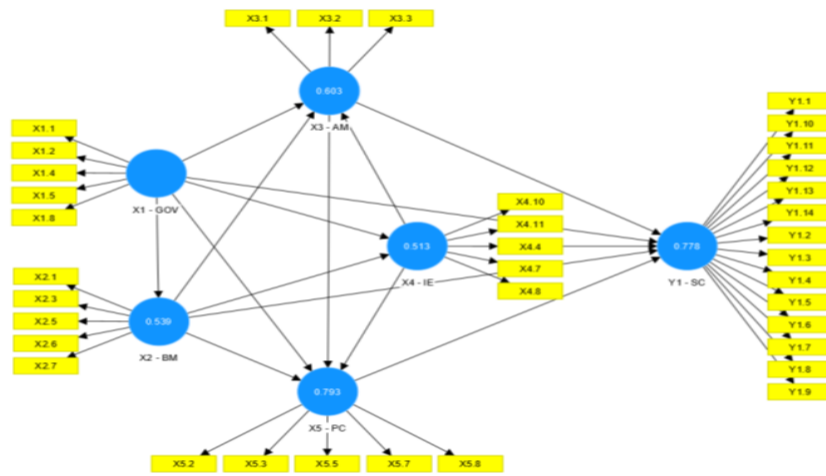 X3.1
X3.2
X3.3
0.603
X3 - AM
X1.1
X1.2
X1.4
X1.5
X1.8
X1 - GOV
X4.10
X4.11
X4.4
X4.7
X4.8
0.513
X4 - IE
Y1.1
Y1.10
Y1.11
Y1.12
Y1.13
Y1.14
Y1.2
Y1.3
Y1.4
Y1.5
Y1.6
Y1.7
Y1.8
Y1.9
0.778
Y1 - SC
X2.1
X2.3
X2.5
X2.6
X2.7
0.539
X2 - BM
0.793
X5 - PC
X5.2
X5.3
X5.5
X5.7
X5.8